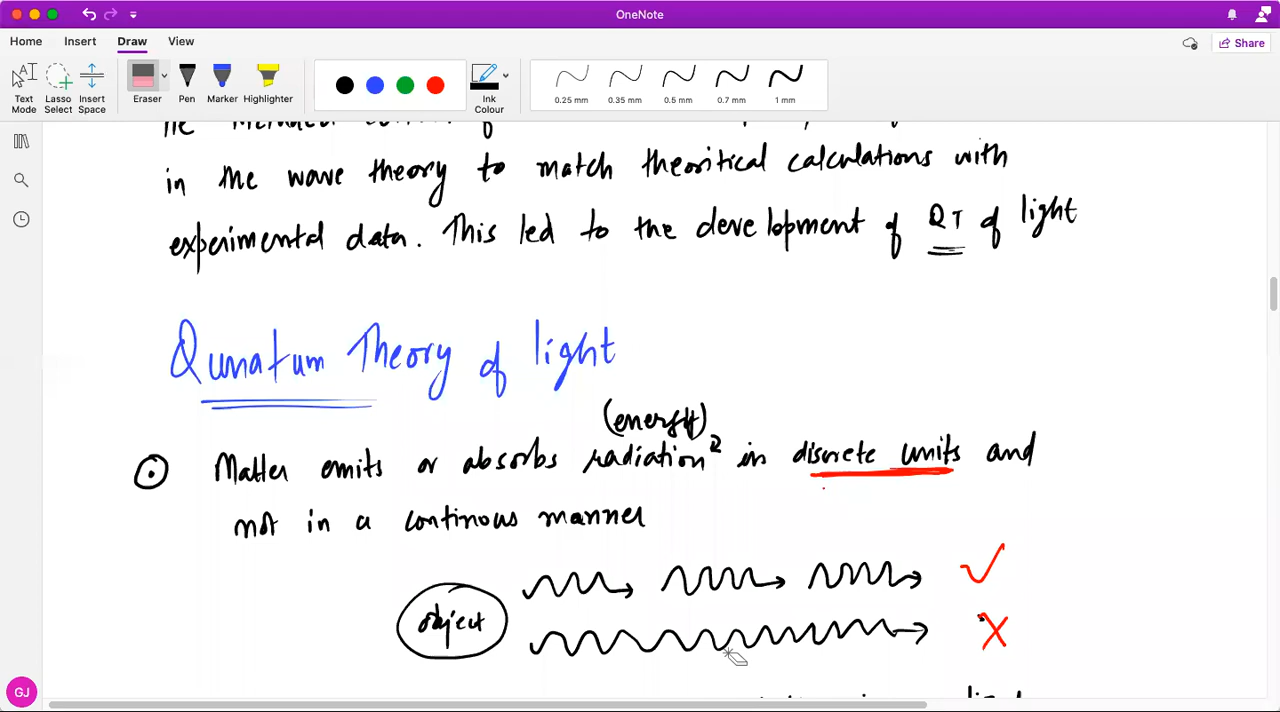 OneNote
Home Insert Draw View
Share
Text Mode
Lasso Select
Insert Space
Eraser
Pen
Marker
Highlighter
Ink Colour
0.25 mm 0.35 mm 0.5 mm 0.7 mm 1 mm
in the wave theory to match theoritical calculations with
experimental data. This led to the development of QT of light
Qunatum Theory of light
(energy)
Matter emits or absorbs radiation in discrete units and
not in a continous manner
object
GJ